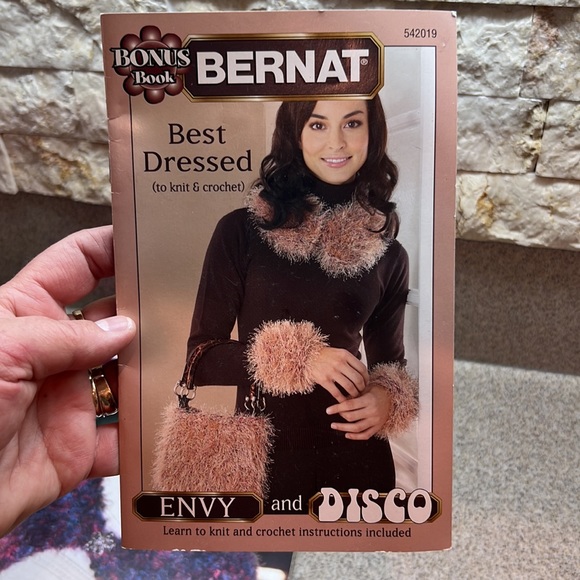 542019
BONUS
Book
BERNAT®
Best
Dressed
(to knit & crochet)
ENVY and DISCO
Learn to knit and crochet instructions included